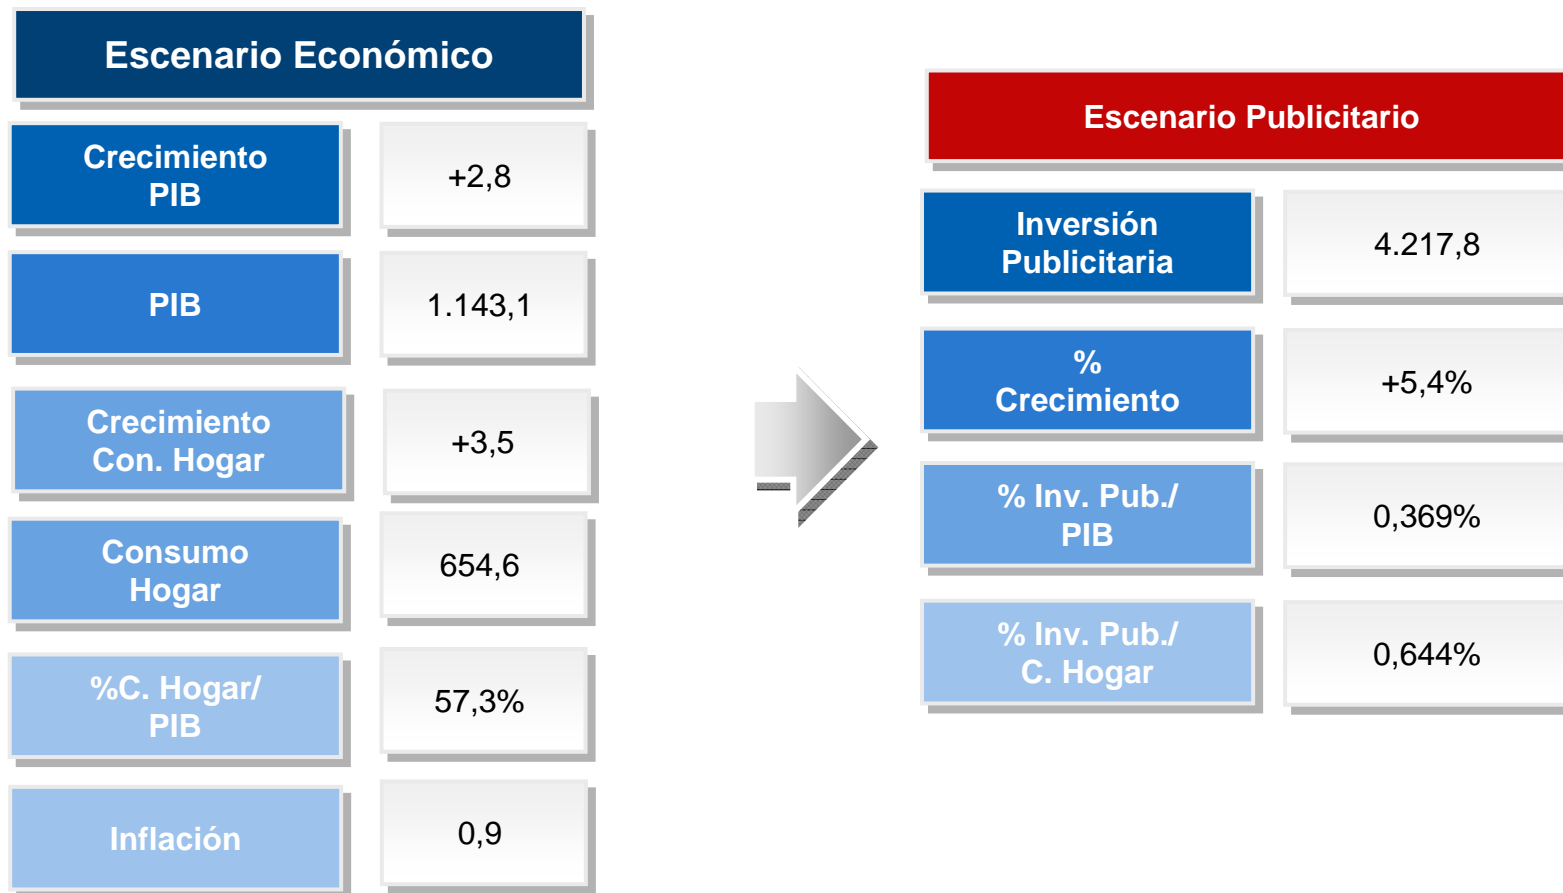 Escenario Económico
Crecimiento
PIB
+2,8
PIB
1.143,1
Crecimiento
Con. Hogar
+3,5
Consumo
Hogar
654,6
%C. Hogar/
PIB
57,3%
Inflación
0,9
Escenario Publicitario
Inversión
Publicitaria
4.217,8
%
Crecimiento
+5,4%
% Inv. Pub./
PIB
0,369%
% Inv. Pub./
C. Hogar
0,644%